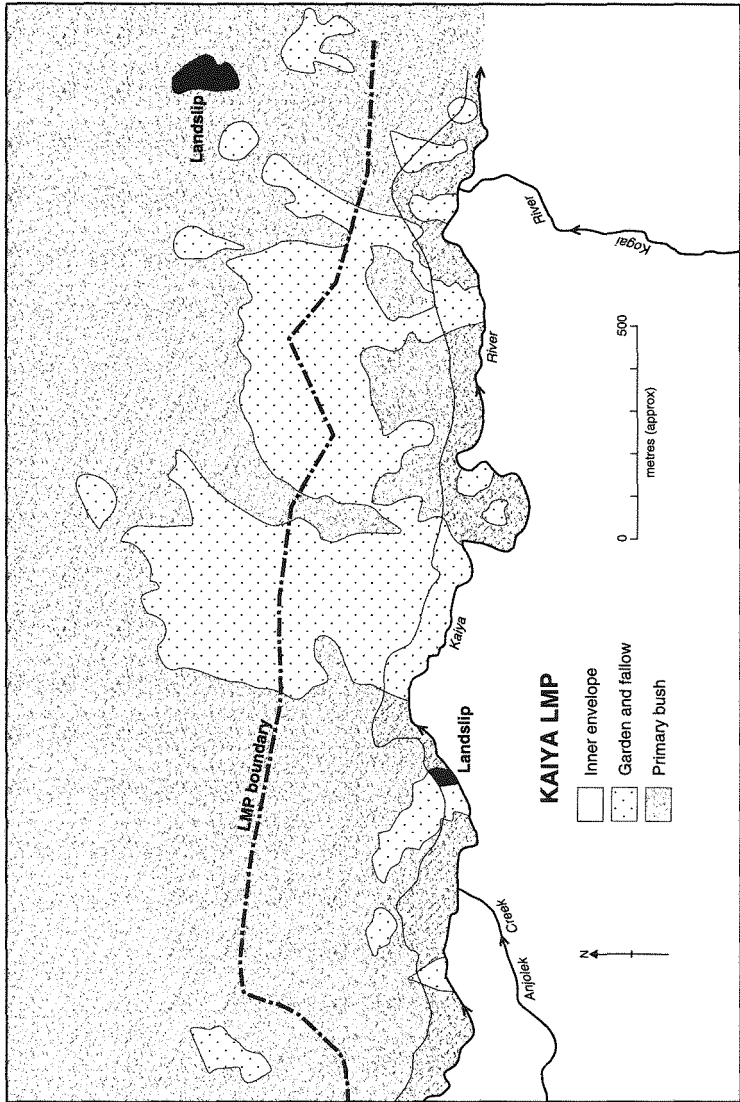 Landslip
LMP boundary
Kaiya
River
Kogai
River
Landslip
Anjolek
Creek
N
KAIYA LMP
Inner envelope
Garden and fallow
Primary bush
0
500
metres (approx)